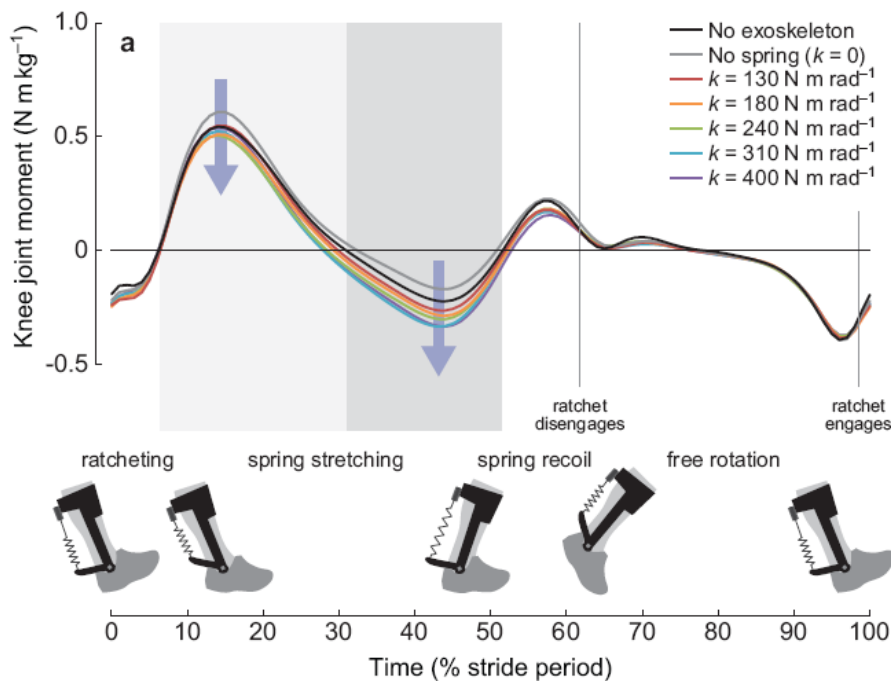 a
No exoskeleton
No spring (k = 0)
k = 130 N m rad⁻¹
k = 180 N m rad⁻¹
k = 240 N m rad⁻¹
k = 310 N m rad⁻¹
k = 400 N m rad⁻¹
Knee joint moment (N m kg⁻¹)
1.0
0.5
0
-0.5
ratchet
disengages
ratchet
engages
ratcheting
spring stretching
spring recoil
free rotation
0 10 20 30 40 50 60 70 80 90 100
Time (% stride period)